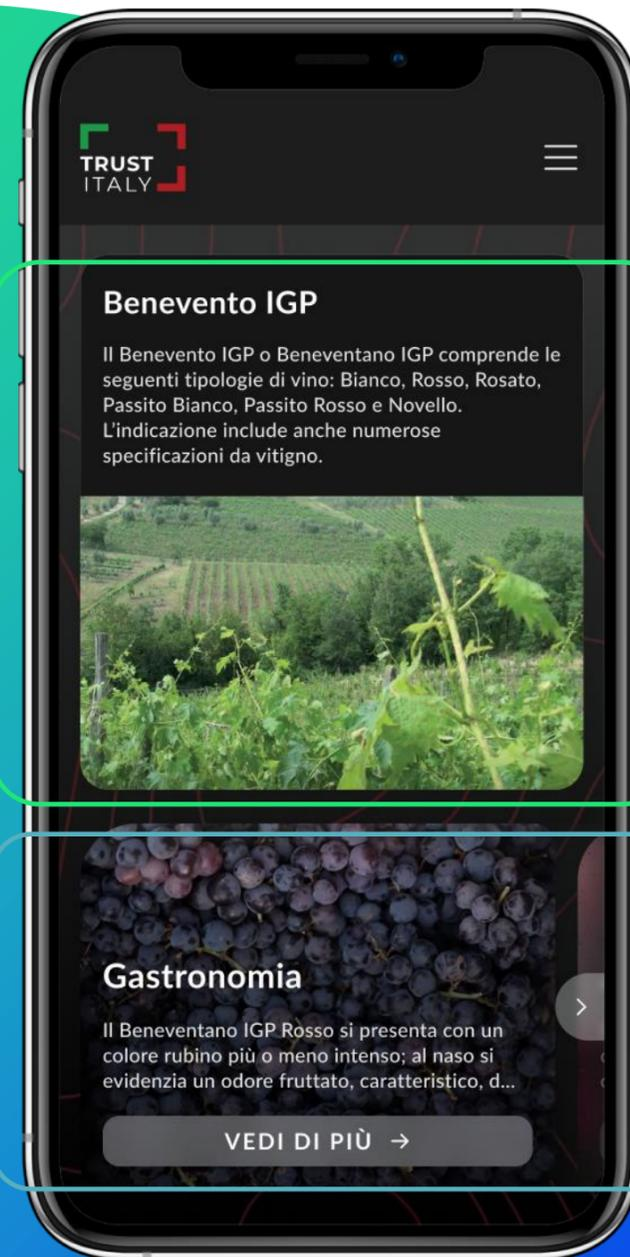 TRUST
ITALY
Benevento IGP
Il Benevento IGP o Beneventano IGP comprende le
seguenti tipologie di vino: Bianco, Rosso, Rosato,
Passito Bianco, Passito Rosso e Novello.
L'indicazione include anche numerose
specificazioni da vitigno.
Gastronomia
Il Beneventano IGP Rosso si presenta con un
colore rubino più o meno intenso; al naso si
evidenzia un odore fruttato, caratteristico, d...
VEDI DI PIÙ →